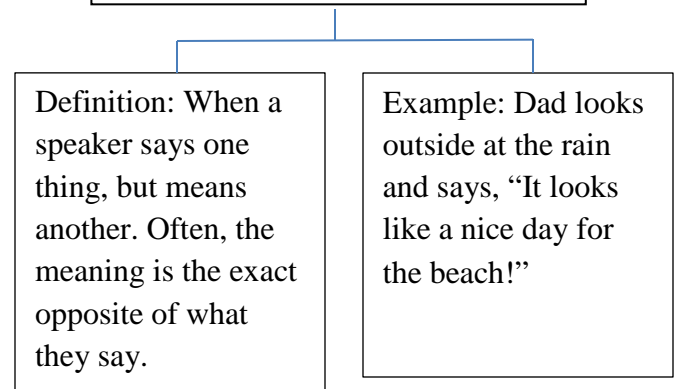 Definition: When a
speaker says one
thing, but means
another. Often, the
meaning is the exact
opposite of what
they say.
Example: Dad looks
outside at the rain
and says, “It looks
like a nice day for
the beach!”